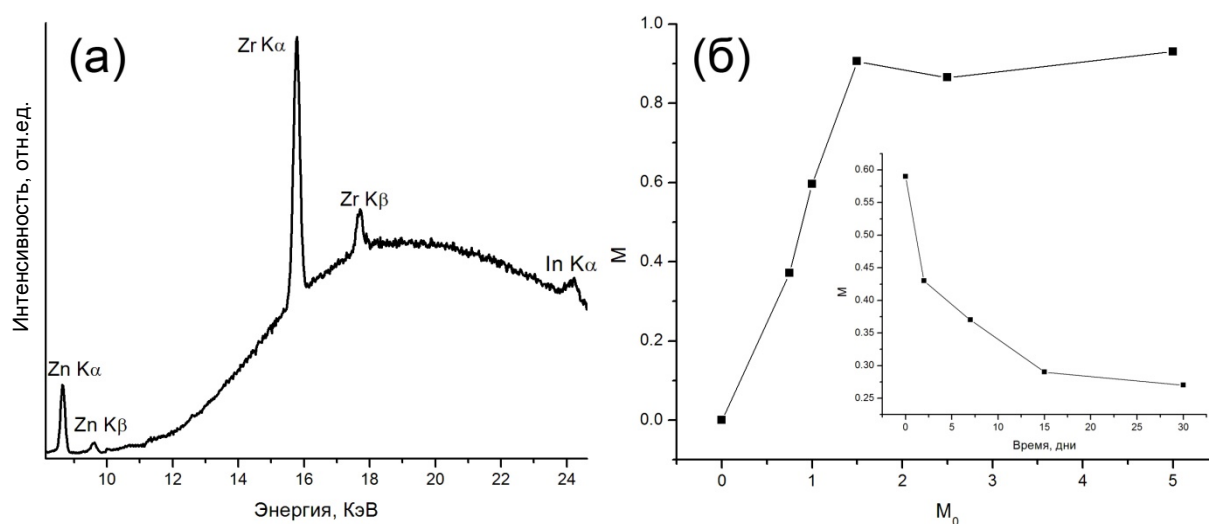 (а)
Интенсивность, отн.ед.
Zn Kα
Zn Kβ
Zr Kα
Zr Kβ
In Kα
10 12 14 16 18 20 22 24
Энергия, КэВ
(б)
M
1.0
0.8
0.6
0.4
0.2
0.0
0 1 2 3 4 5
M₀
M
0.60
0.55
0.50
0.45
0.40
0.35
0.30
0.25
0 5 10 15 20 25 30
Время, дни